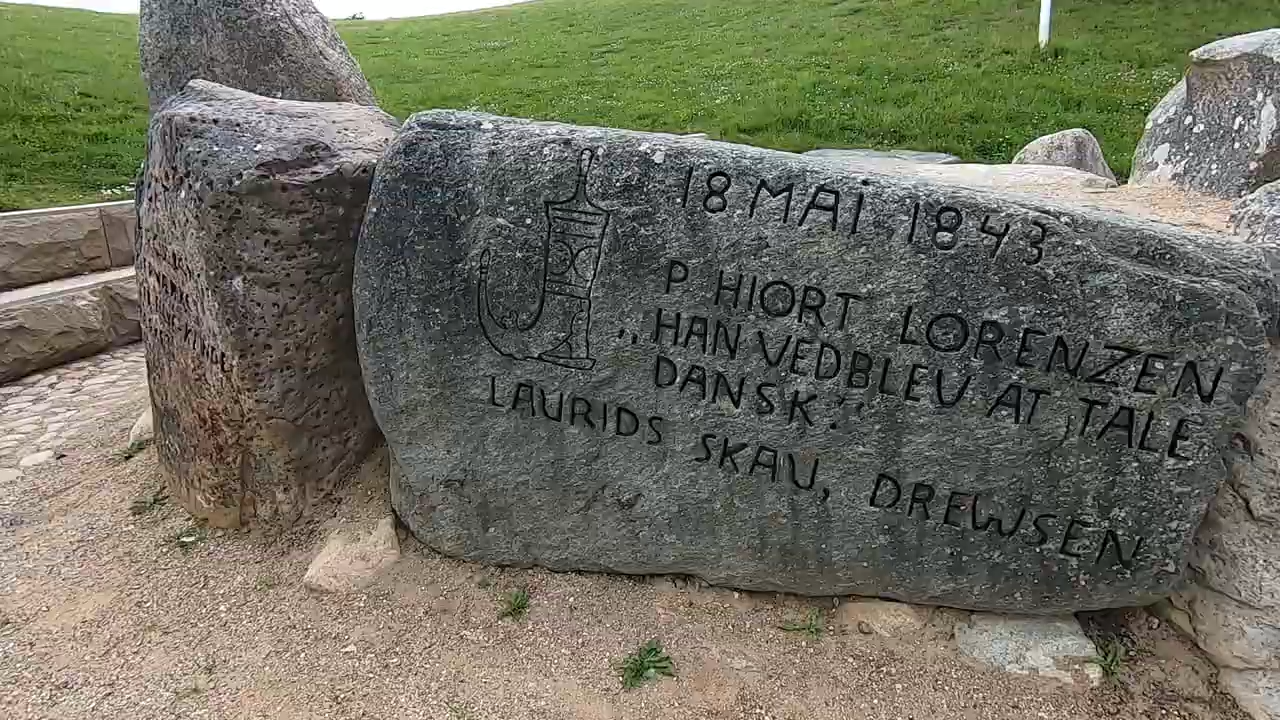 18 MAI 1843
P HIORT LORENZEN
„HAN VEDBLEV AT TALE
DANSK“
LAURIDS SKAU, DREWSEN